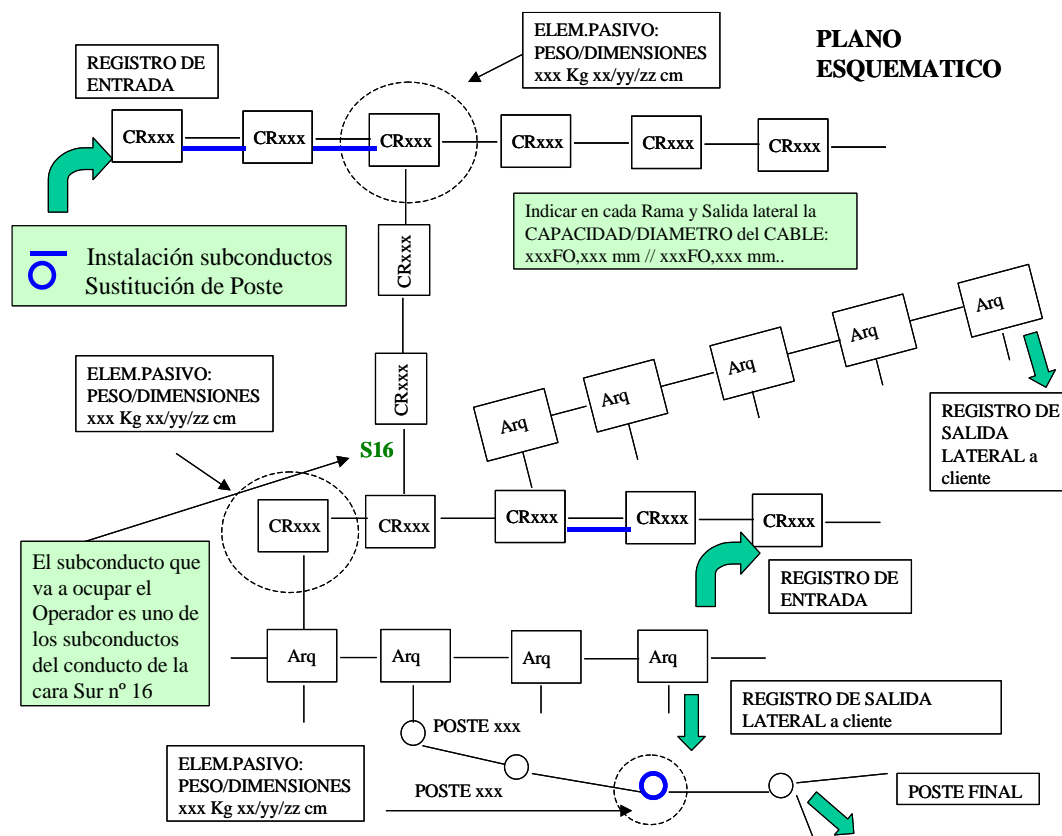 PLANO
ESQUEMATICO
ELEM.PASIVO:
PESO/DIMENSIONES
xxx Kg xx/yy/zz cm
REGISTRO DE
ENTRADA
CRxxx
CRxxx
CRxxx
CRxxx
CRxxx
CRxxx
Indicar en cada Rama y Salida lateral la
CAPACIDAD/DIAMETRO del CABLE:
xxxFO,xxx mm // xxxFO,xxx mm..
Instalación subconductos
Sustitución de Poste
CRxxx
CRxxx
ELEM.PASIVO:
PESO/DIMENSIONES
xxx Kg xx/yy/zz cm
Arq
Arq
Arq
Arq
Arq
REGISTRO DE
SALIDA
LATERAL a
cliente
S16
CRxxx
CRxxx
CRxxx
CRxxx
CRxxx
El subconducto que
va a ocupar el
Operador es uno de
los subconductos
del conducto de la
cara Sur nº 16
REGISTRO DE
ENTRADA
Arq
Arq
Arq
Arq
REGISTRO DE SALIDA
LATERAL a cliente
POSTE xxx
ELEM.PASIVO:
PESO/DIMENSIONES
xxx Kg xx/yy/zz cm
POSTE xxx
POSTE FINAL